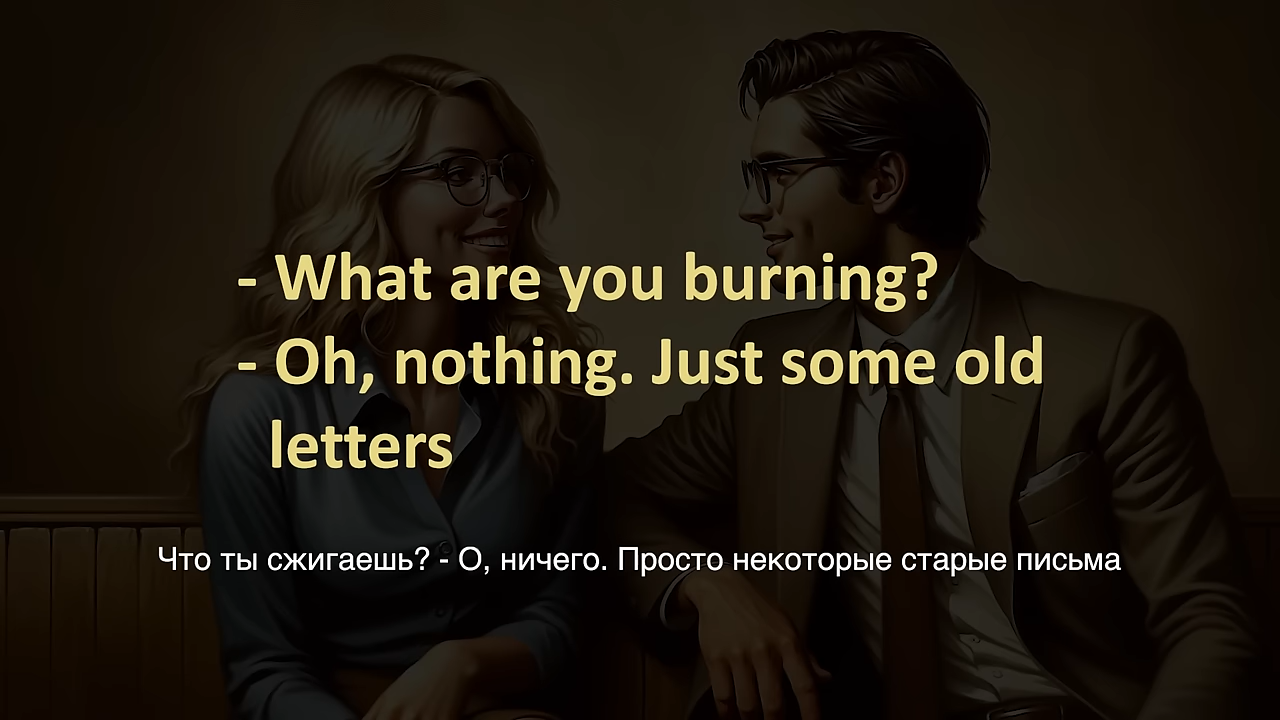 - What are you burning?
- Oh, nothing. Just some old
letters
Что ты сжигаешь? - О, ничего. Просто некоторые старые письма